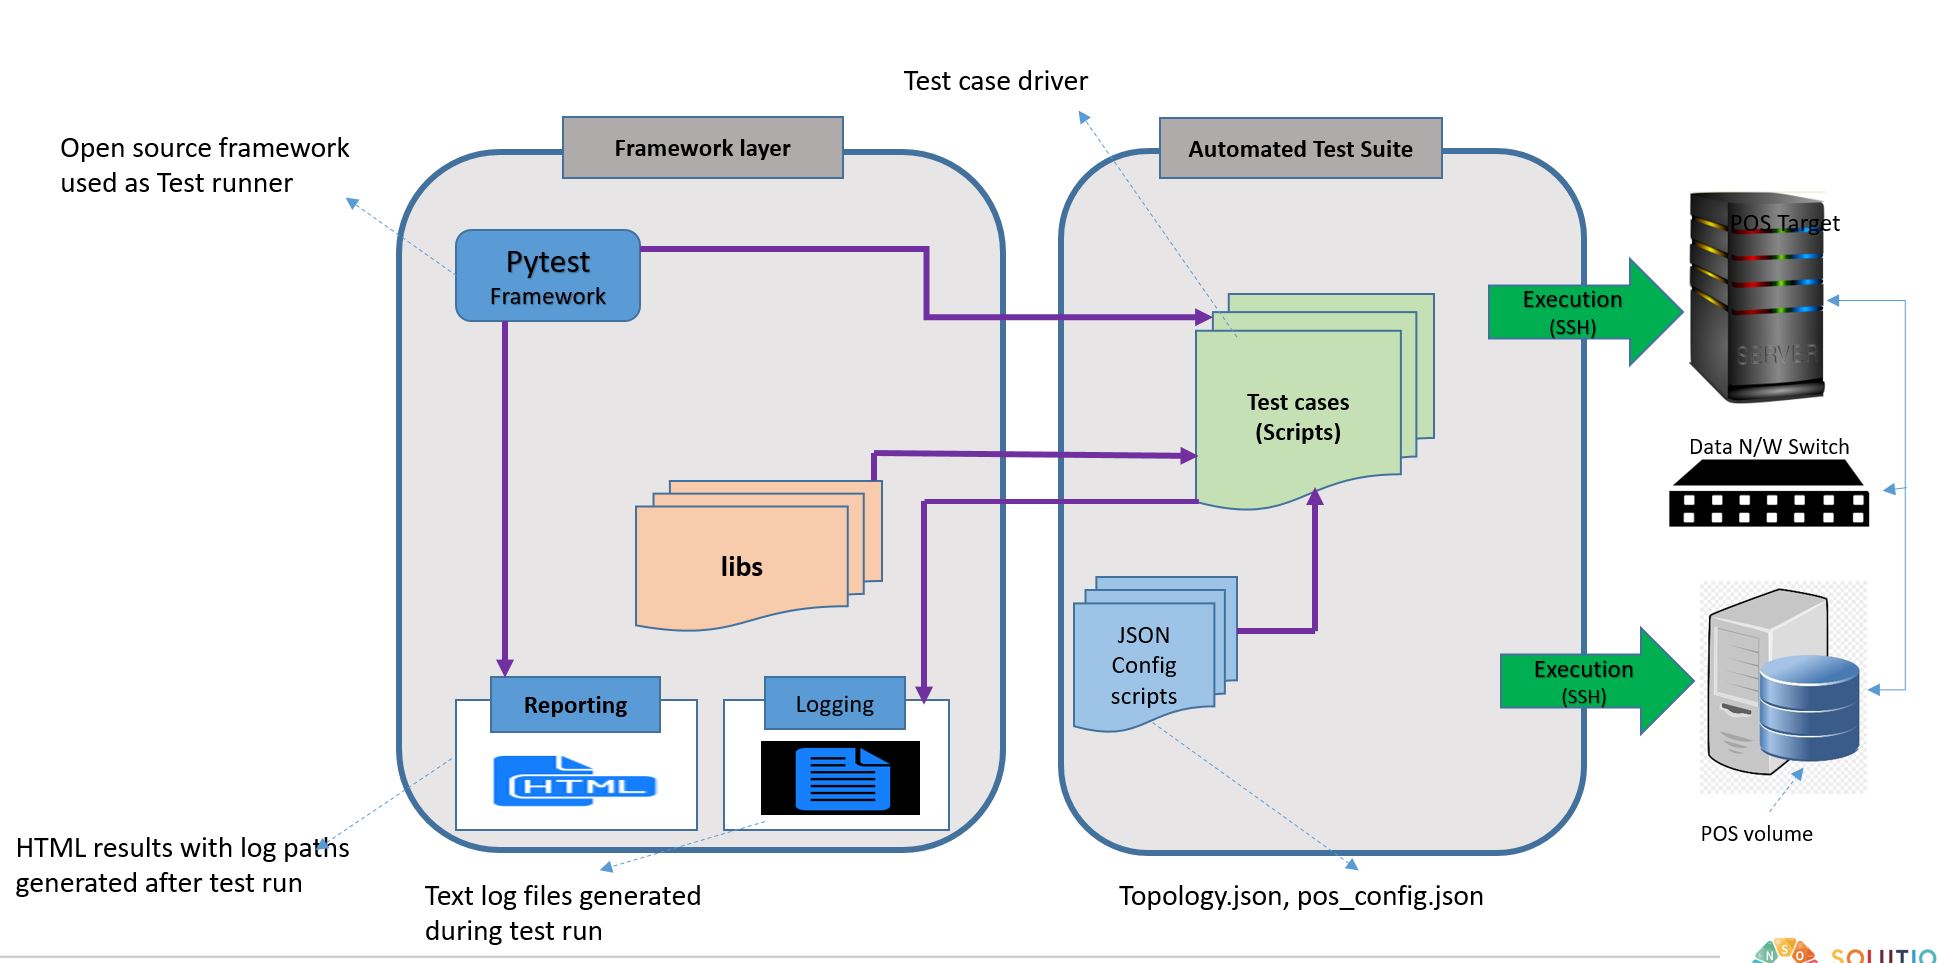 Test case driver
Open source framework
used as Test runner
Framework layer
Automated Test Suite
Pytest
Framework
POS Target
Execution
(SSH)
SERVER
Test cases
(Scripts)
Data N/W Switch
libs
JSON
Config
scripts
Execution
(SSH)
Reporting
Logging
HTML
POS volume
HTML results with log paths
generated after test run
Text log files generated
during test run
Topology.json, pos_config.json
N S O